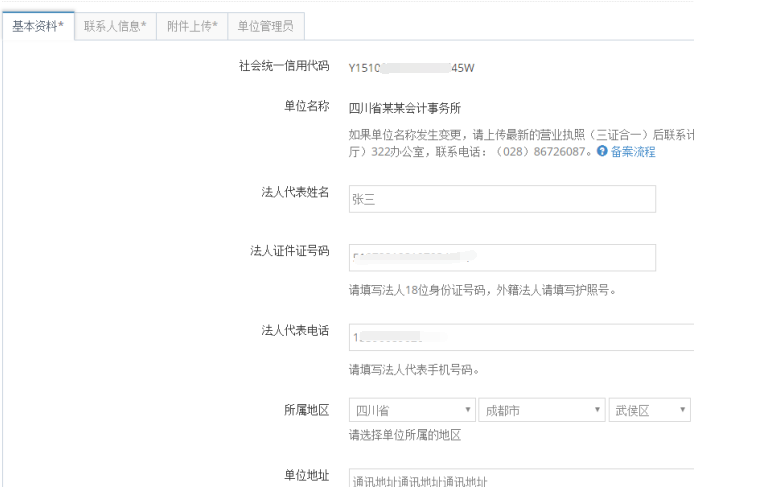 基本资料* 联系人信息* 附件上传* 单位管理员
社会统一信用代码 Y1510 45W
单位名称 四川省某某会计事务所
如果单位名称发生变更，请上传最新的营业执照（三证合一）后联系计
厅）322办公室，联系电话：（028）86726087。 备案流程
法人代表姓名 张三
法人证件证号码
请填写法人18位身份证号码，外籍法人请填写护照号。
法人代表电话 1
请填写法人代表手机号码。
所属地区 四川省 成都市 武侯区
请选择单位所属的地区
单位地址 通讯地址通讯地址通讯地址